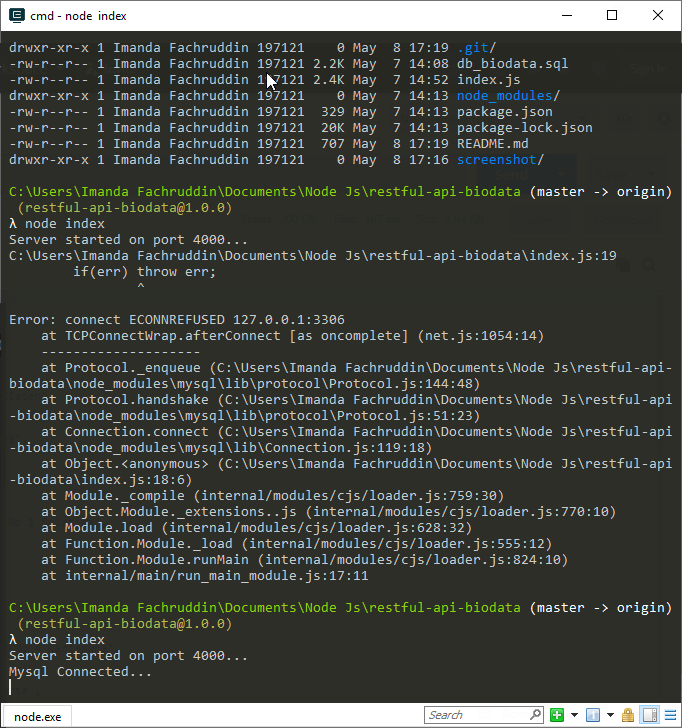 cmd - node  index
drwxr-xr-x 1 Imanda Fachruddin 197121    0 May  8 17:19 .git/
-rw-r--r-- 1 Imanda Fachruddin 197121 2.2K May  7 14:08 db_biodata.sql
-rw-r--r-- 1 Imanda Fachruddin 197121 2.4K May  7 14:52 index.js
drwxr-xr-x 1 Imanda Fachruddin 197121    0 May  7 14:13 node_modules/
-rw-r--r-- 1 Imanda Fachruddin 197121  329 May  7 14:13 package.json
-rw-r--r-- 1 Imanda Fachruddin 197121  20K May  7 14:13 package-lock.json
-rw-r--r-- 1 Imanda Fachruddin 197121  707 May  8 17:19 README.md
drwxr-xr-x 1 Imanda Fachruddin 197121    0 May  8 17:16 screenshot/
C:\Users\Imanda Fachruddin\Documents\Node Js\restful-api-biodata (master -> origin)
(restful-api-biodata@1.0.0)
λ node index
Server started on port 4000...
C:\Users\Imanda Fachruddin\Documents\Node Js\restful-api-biodata\index.js:19
if(err) throw err;
^
Error: connect ECONNREFUSED 127.0.0.1:3306
at TCPConnectWrap.afterConnect [as oncomplete] (net.js:1054:14)
--------------------
at Protocol._enqueue (C:\Users\Imanda Fachruddin\Documents\Node Js\restful-api-
biodata\node_modules\mysql\lib\protocol\Protocol.js:144:48)
at Protocol.handshake (C:\Users\Imanda Fachruddin\Documents\Node Js\restful-api
-biodata\node_modules\mysql\lib\protocol\Protocol.js:51:23)
at Connection.connect (C:\Users\Imanda Fachruddin\Documents\Node Js\restful-api
-biodata\node_modules\mysql\lib\Connection.js:119:18)
at Object.<anonymous> (C:\Users\Imanda Fachruddin\Documents\Node Js\restful-api
-biodata\index.js:18:6)
at Module._compile (internal/modules/cjs/loader.js:759:30)
at Object.Module._extensions..js (internal/modules/cjs/loader.js:770:10)
at Module.load (internal/modules/cjs/loader.js:628:32)
at Function.Module._load (internal/modules/cjs/loader.js:555:12)
at Function.Module.runMain (internal/modules/cjs/loader.js:824:10)
at internal/main/run_main_module.js:17:11
C:\Users\Imanda Fachruddin\Documents\Node Js\restful-api-biodata (master -> origin)
(restful-api-biodata@1.0.0)
λ node index
Server started on port 4000...
Mysql Connected...
node.exe
Search